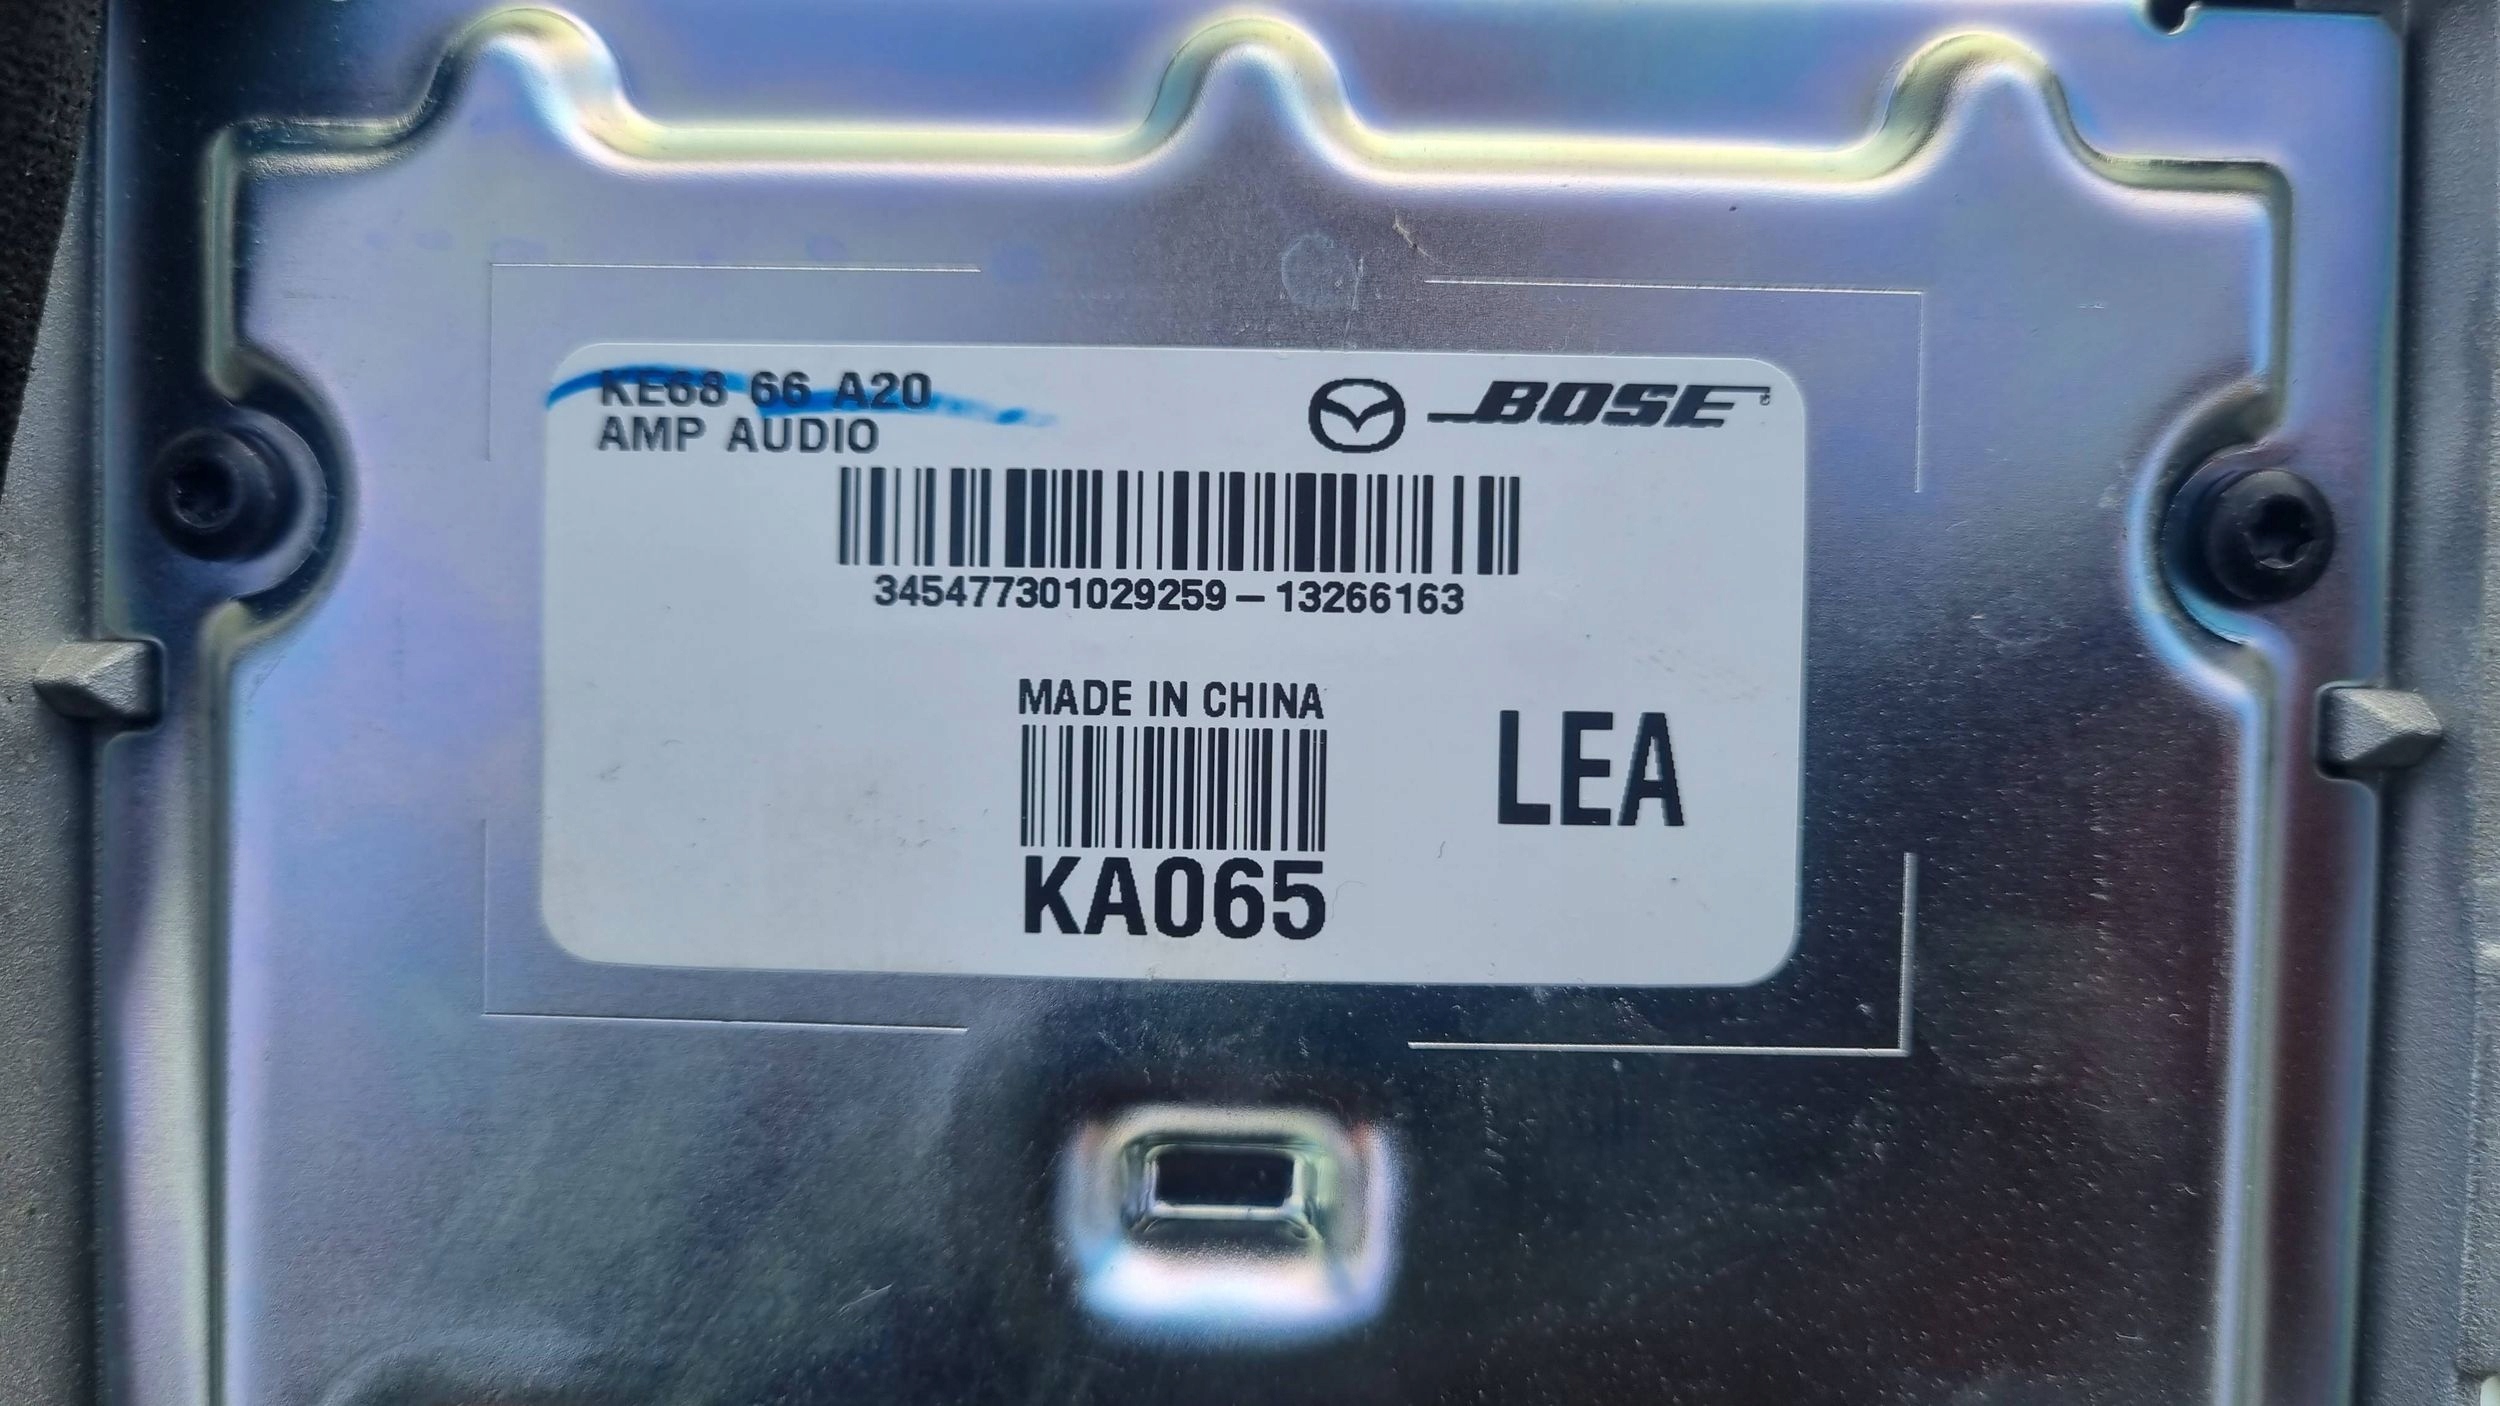 KE68 66 A20
AMP AUDIO
BOSE
345477301029259-13266163
MADE IN CHINA
LEA
KA065